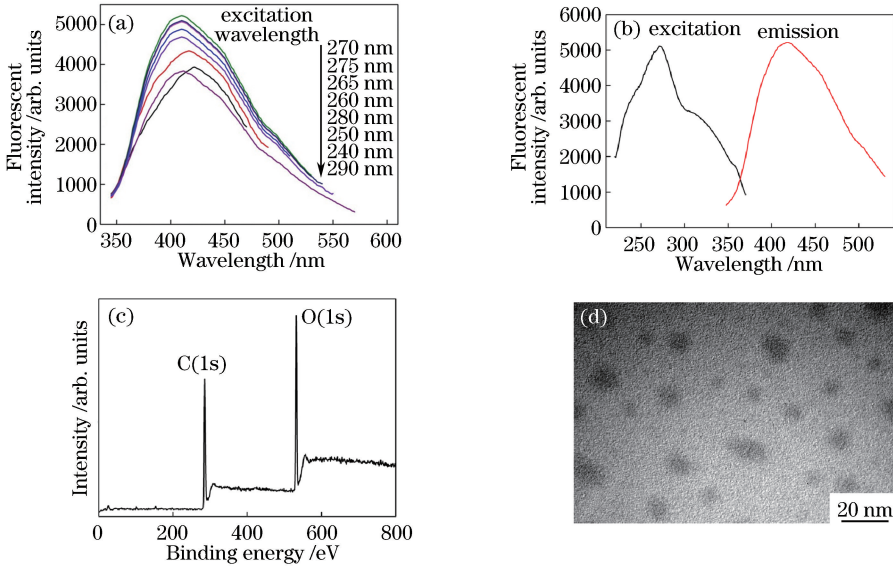 (a)
excitation
wavelength
270 nm
275 nm
265 nm
260 nm
280 nm
250 nm
240 nm
290 nm
5000
4000
3000
2000
1000
0
Fluorescent
intensity /arb. units
350 400 450 500 550 600
Wavelength /nm
(b)
excitation emission
6000
5000
4000
3000
2000
1000
0
Fluorescent
intensity /arb. units
250 300 350 400 450 500
Wavelength /nm
(c)
O(1s)
C(1s)
Intensity /arb. units
0 200 400 600 800
Binding energy /eV
(d)
20 nm